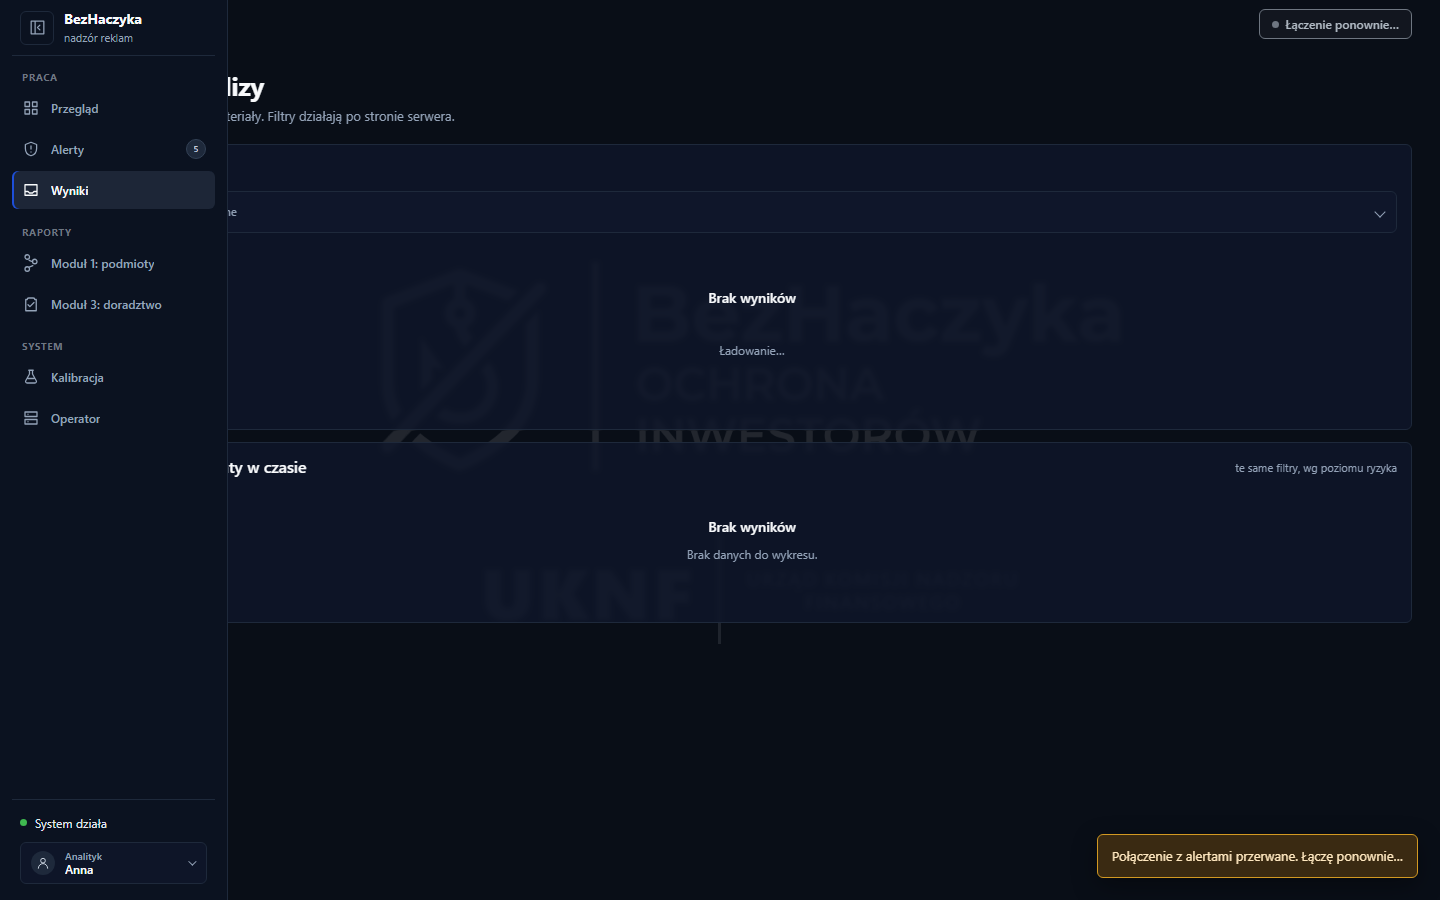 BezHaczyka
nadzór reklam
PRACA
Przegląd
Alerty
5
Wyniki
RAPORTY
Moduł 1: podmioty
Moduł 3: doradztwo
SYSTEM
Kalibracja
Operator
System działa
Analityk
Anna
Łączenie ponownie...
lizy
teriały. Filtry działają po stronie serwera.
ne
Brak wyników
Ładowanie...
BezHaczyka
OCHRONA
INWESTORÓW
ty w czasie
te same filtry, wg poziomu ryzyka
Brak wyników
Brak danych do wykresu.
UKNF
Połączenie z alertami przerwane. Łączę ponownie...